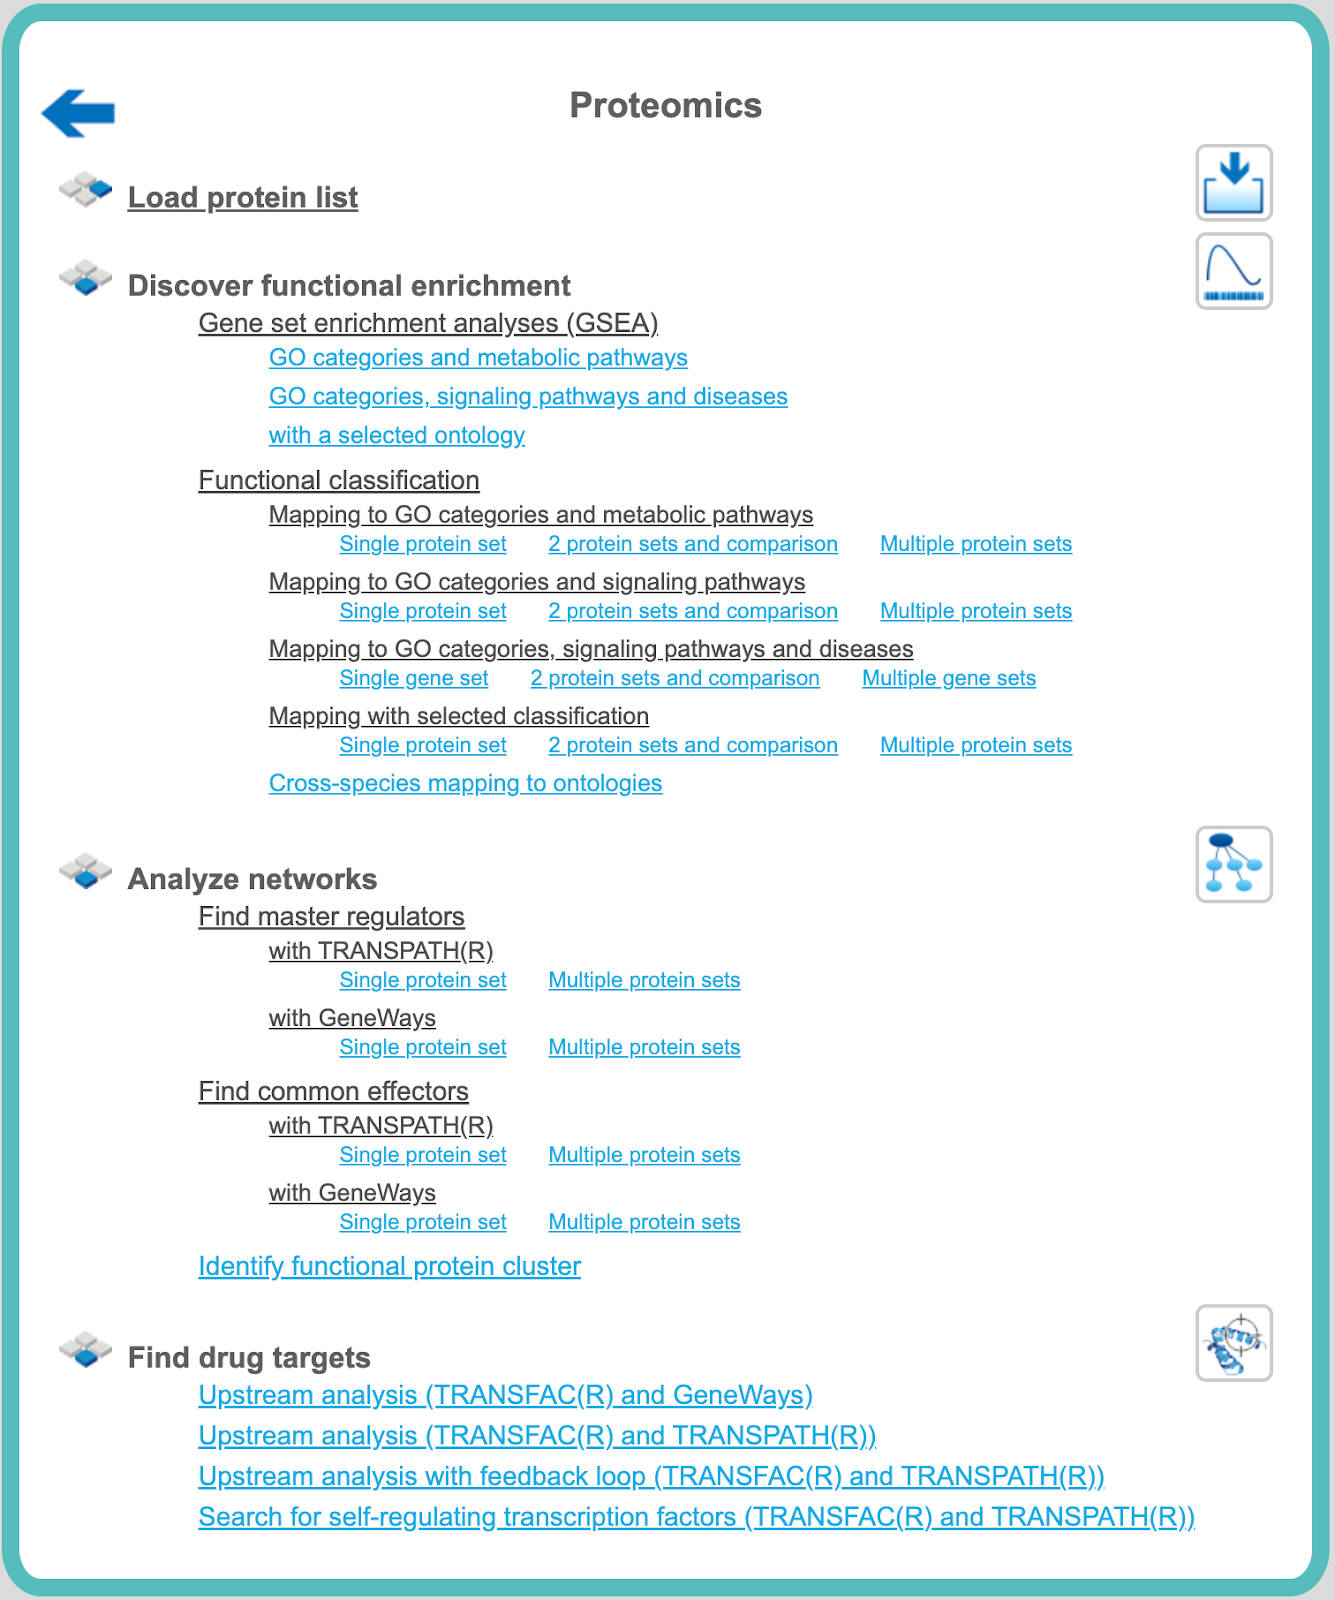 Proteomics
Load protein list
Discover functional enrichment
Gene set enrichment analyses (GSEA)
GO categories and metabolic pathways
GO categories, signaling pathways and diseases
with a selected ontology
Functional classification
Mapping to GO categories and metabolic pathways
Single protein set 2 protein sets and comparison Multiple protein sets
Mapping to GO categories and signaling pathways
Single protein set 2 protein sets and comparison Multiple protein sets
Mapping to GO categories, signaling pathways and diseases
Single gene set 2 protein sets and comparison Multiple gene sets
Mapping with selected classification
Single protein set 2 protein sets and comparison Multiple protein sets
Cross-species mapping to ontologies
Analyze networks
Find master regulators
with TRANSPATH(R)
Single protein set Multiple protein sets
with GeneWays
Single protein set Multiple protein sets
Find common effectors
with TRANSPATH(R)
Single protein set Multiple protein sets
with GeneWays
Single protein set Multiple protein sets
Identify functional protein cluster
Find drug targets
Upstream analysis (TRANSFAC(R) and GeneWays)
Upstream analysis (TRANSFAC(R) and TRANSPATH(R))
Upstream analysis with feedback loop (TRANSFAC(R) and TRANSPATH(R))
Search for self-regulating transcription factors (TRANSFAC(R) and TRANSPATH(R))